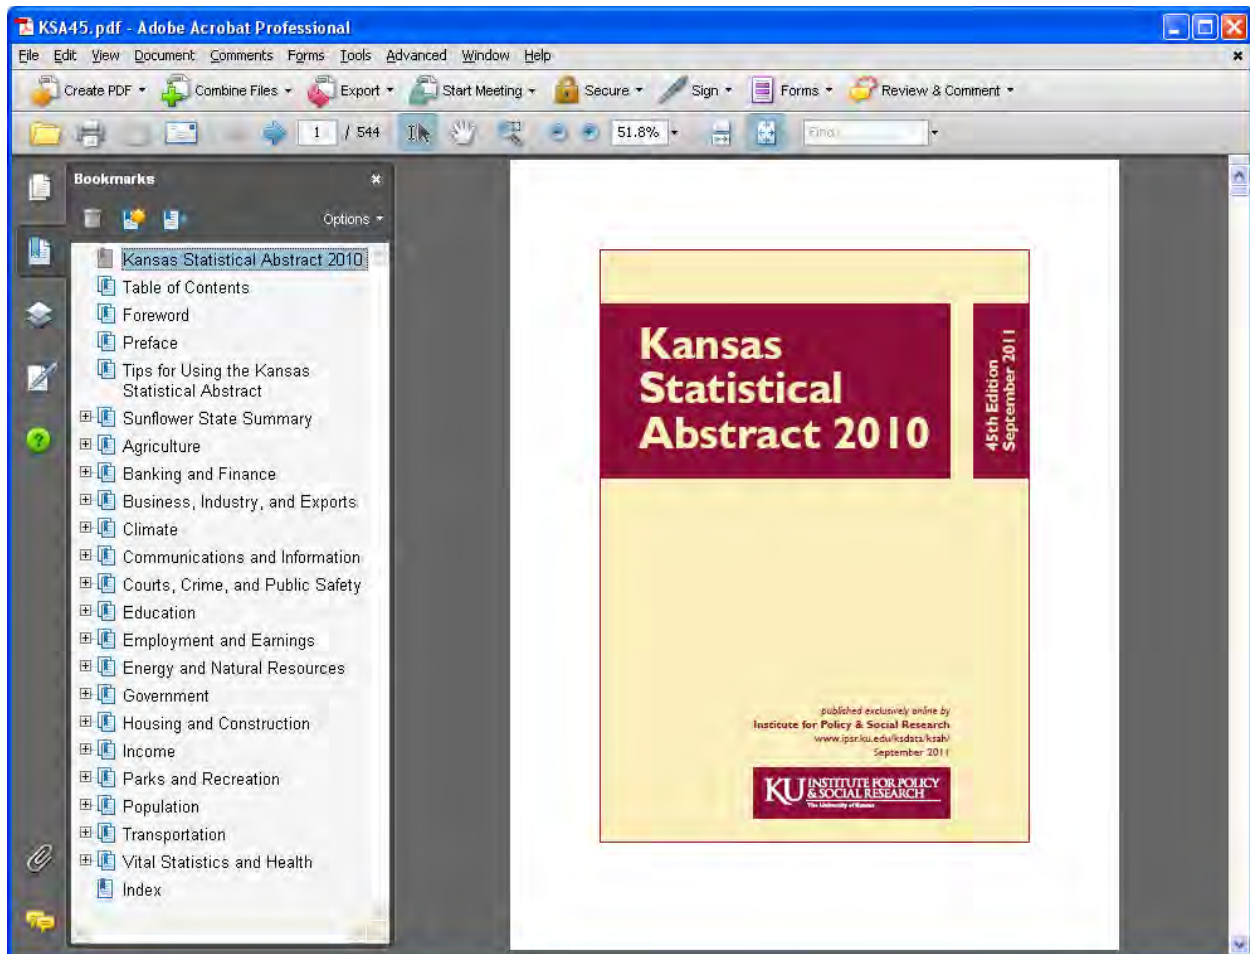 KSA45.pdf - Adobe Acrobat Professional
File Edit View Document Comments Forms Tools Advanced Window Help
Create PDF Combine Files Export Start Meeting Secure Sign Forms Review & Comment
1 / 544 51.8% Find
Bookmarks
Options
Kansas Statistical Abstract 2010
Table of Contents
Foreword
Preface
Tips for Using the Kansas
Statistical Abstract
Sunflower State Summary
Agriculture
Banking and Finance
Business, Industry, and Exports
Climate
Communications and Information
Courts, Crime, and Public Safety
Education
Employment and Earnings
Energy and Natural Resources
Government
Housing and Construction
Income
Parks and Recreation
Population
Transportation
Vital Statistics and Health
Index
Kansas
Statistical
Abstract 2010
45th Edition
September 2011
published exclusively online by
Institute for Policy & Social Research
www.ipsr.ku.edu/ksdata/ksah/
September 2011
KU INSTITUTE FOR POLICY
& SOCIAL RESEARCH
The University of Kansas